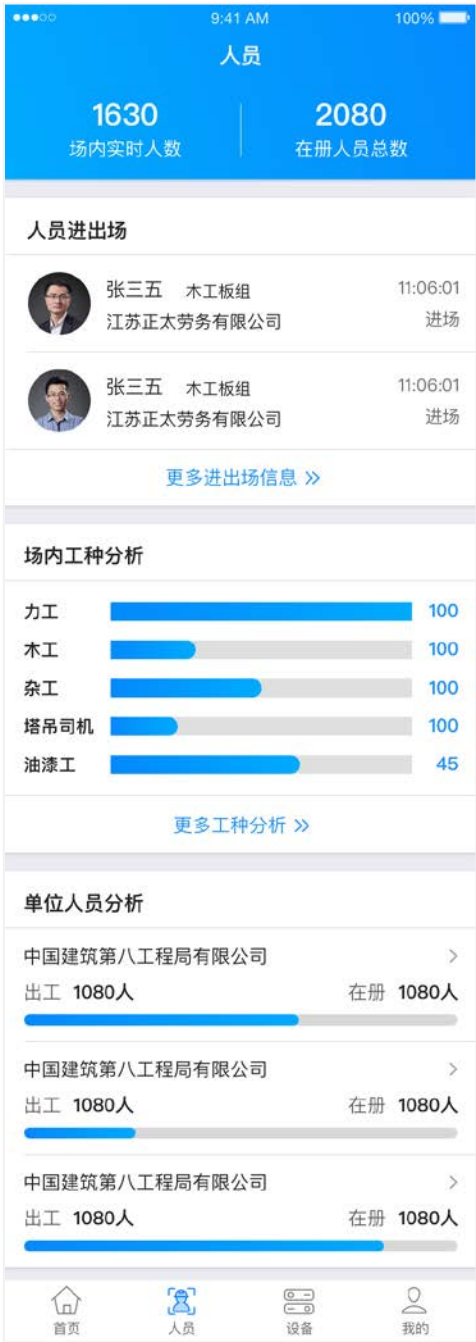 9:41 AM 100%
人员
1630 2080
场内实时人数 在册人员总数
人员进出场
张三五 木工板组 11:06:01
江苏正太劳务有限公司 进场
张三五 木工板组 11:06:01
江苏正太劳务有限公司 进场
更多进出场信息 >>
场内工种分析
力工 100
木工 100
杂工 100
塔吊司机 100
油漆工 45
更多工种分析 >>
单位人员分析
中国建筑第八工程局有限公司 >
出工 1080人 在册 1080人
中国建筑第八工程局有限公司 >
出工 1080人 在册 1080人
中国建筑第八工程局有限公司 >
出工 1080人 在册 1080人
首页 人员 设备 我的